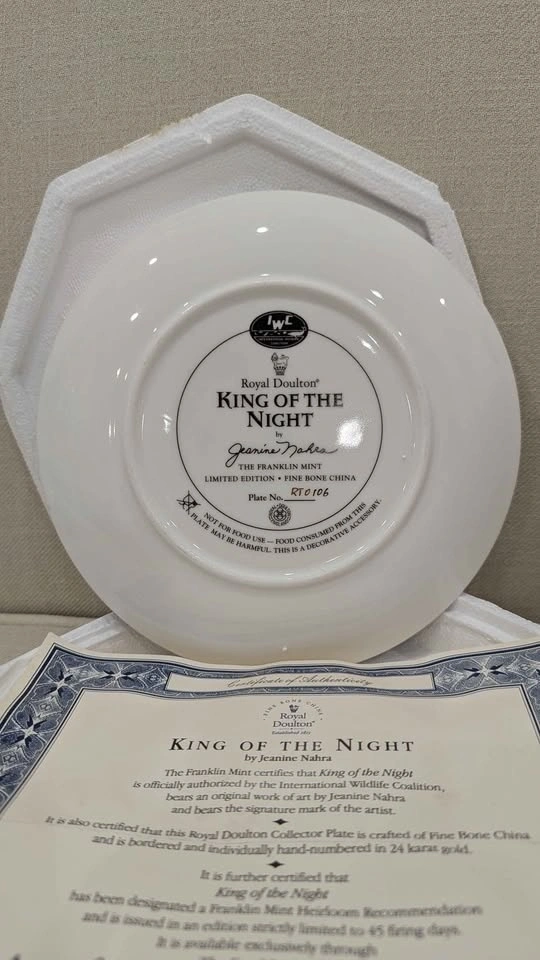 IWC
Royal Doulton®
KING OF THE
NIGHT
by
Jeanine Nahra
THE FRANKLIN MINT
LIMITED EDITION • FINE BONE CHINA
Plate No. RT0106
NOT FOR FOOD USE — FOOD CONSUMED FROM THIS
PLATE MAY BE HARMFUL. THIS IS A DECORATIVE ACCESSORY.
Certificate of Authenticity
FINE BONE CHINA
Royal
Doulton®
Established 1815
KING OF THE NIGHT
by Jeanine Nahra
The Franklin Mint certifies that King of the Night
is officially authorized by the International Wildlife Coalition,
bears an original work of art by Jeanine Nahra
and bears the signature mark of the artist.
It is also certified that this Royal Doulton Collector Plate is crafted of Fine Bone China
and is bordered and individually hand-numbered in 24 karat gold.
It is further certified that
King of the Night
has been designated a Franklin Mint Heirloom Recommendation
and is issued in an edition strictly limited to 45 firing days.
It is available exclusively through